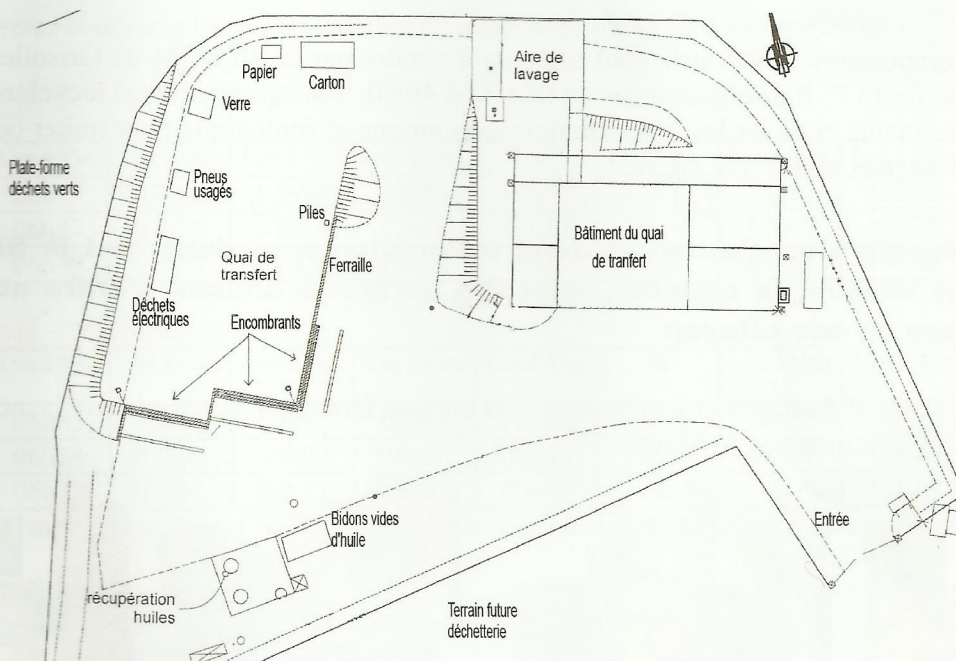 Papier
Carton
Aire de
lavage
Verre
Plate-forme
déchets verts
Pneus
usagés
Piles
Bâtiment du quai
de tranfert
Quai de
transfert
Ferraille
Déchets
électriques
Encombrants
Bidons vides
d'huile
Entrée
récupération
huiles
Terrain future
déchetterie